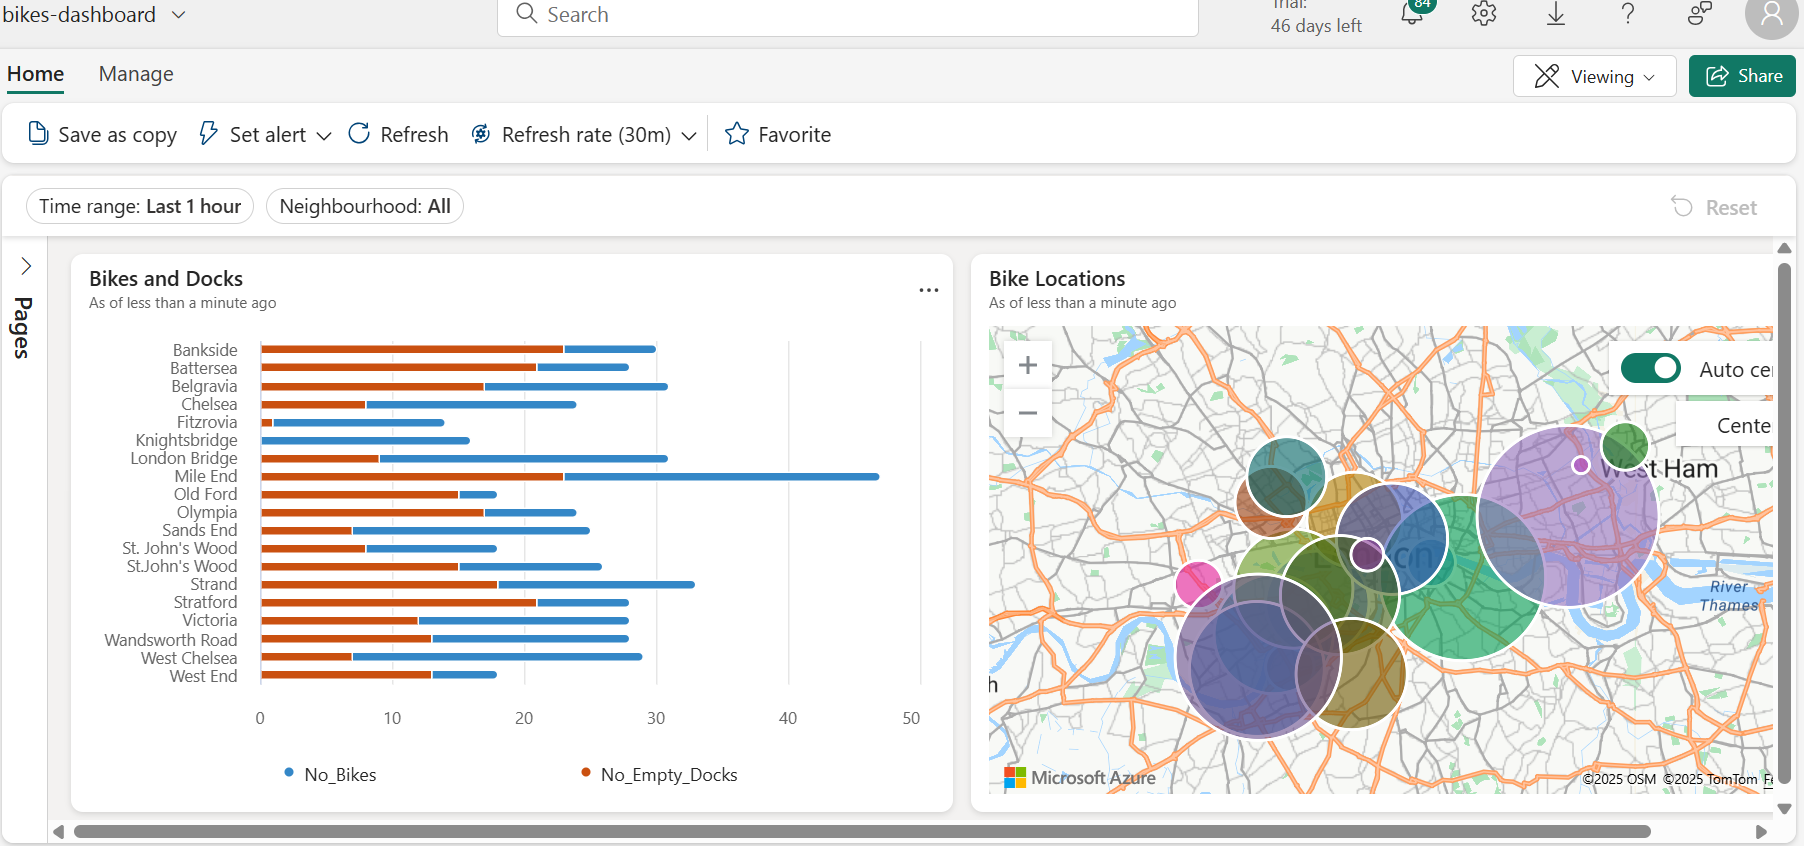 bikes-dashboard
Search
Trial:
46 days left
84
Home
Manage
Viewing
Share
Save as copy
Set alert
Refresh
Refresh rate (30m)
Favorite
Time range: Last 1 hour
Neighbourhood: All
Reset
Pages
Bikes and Docks
As of less than a minute ago
Bankside
Battersea
Belgravia
Chelsea
Fitzrovia
Knightsbridge
London Bridge
Mile End
Old Ford
Olympia
Sands End
St. John's Wood
St.John's Wood
Strand
Stratford
Victoria
Wandsworth Road
West Chelsea
West End
0 10 20 30 40 50
No_Bikes
No_Empty_Docks
Bike Locations
As of less than a minute ago
Auto cen
Cente
West Ham
River
Thames
Microsoft Azure
©2025 OSM ©2025 TomTom